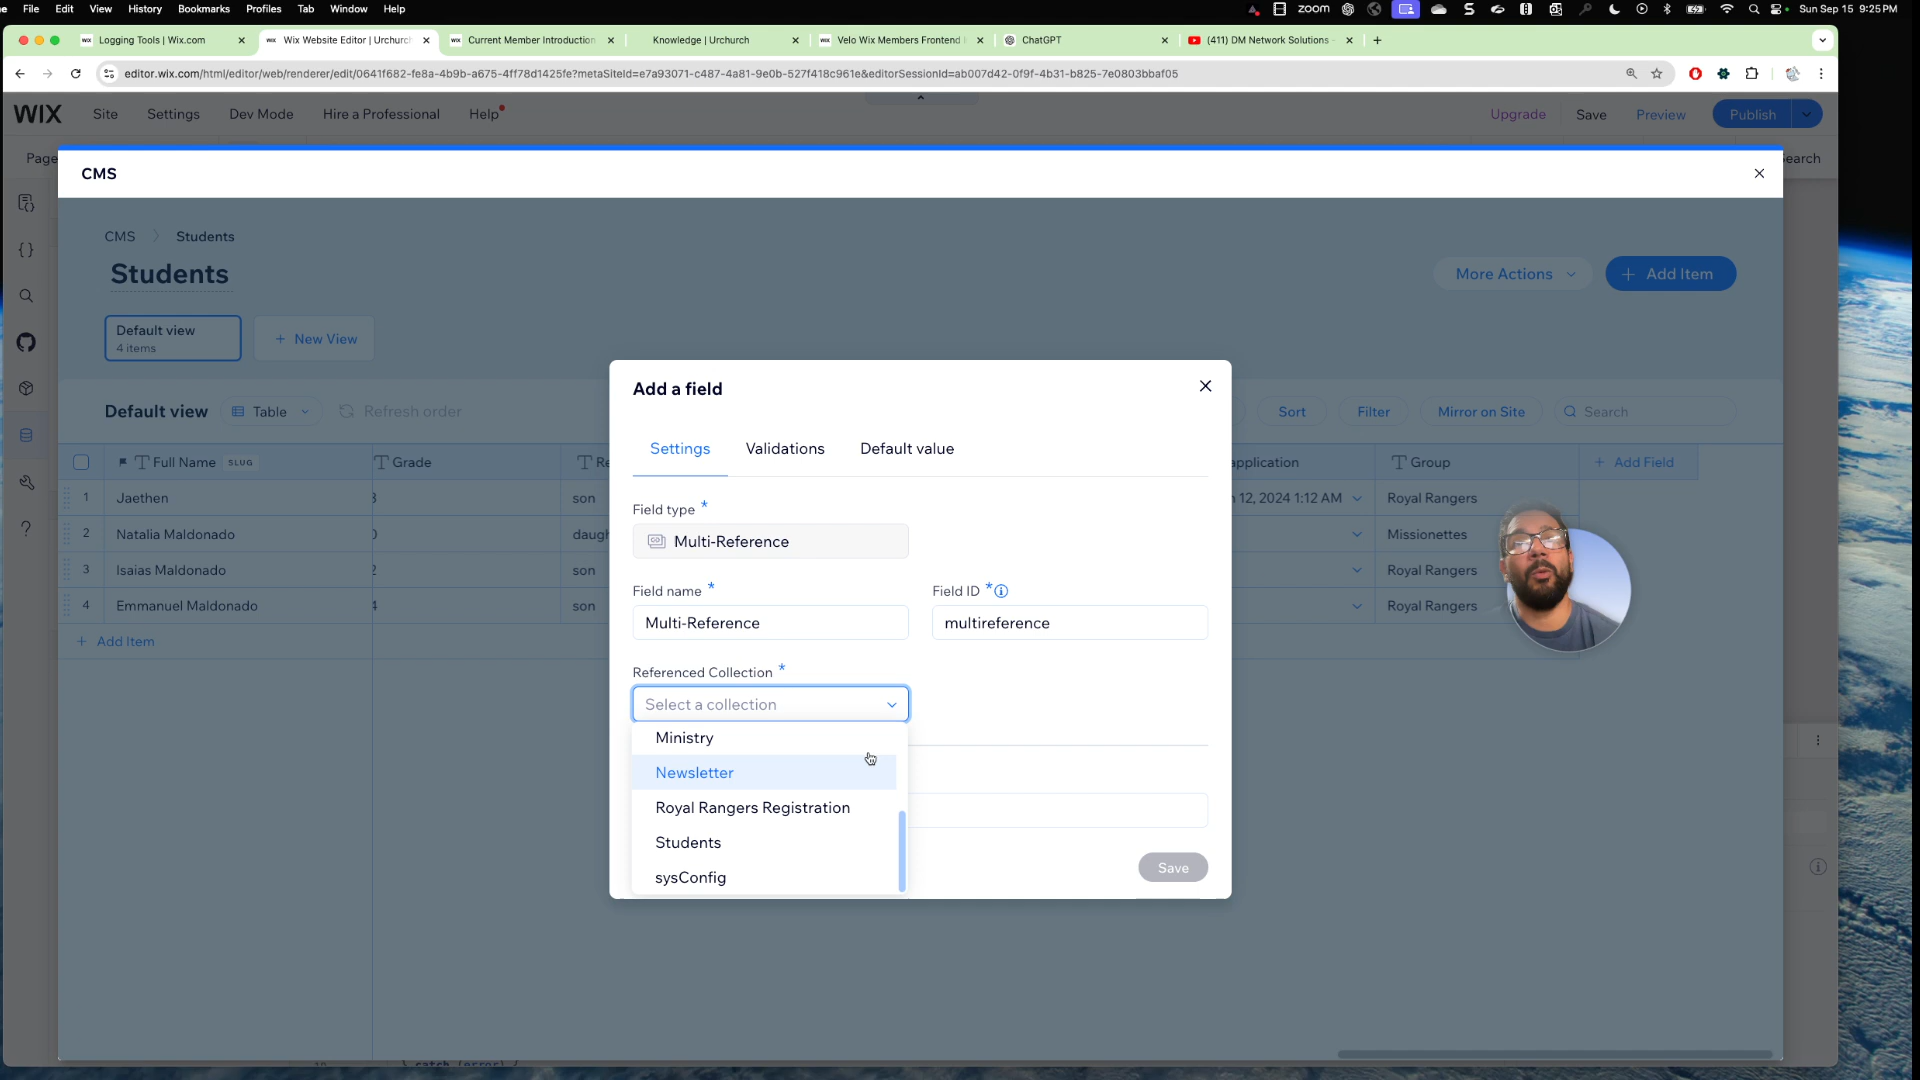 File Edit View History Bookmarks Profiles Tab Window Help
zoom
Sun Sep 15 9:25 PM
Logging Tools | Wix.com
Wix Website Editor | Urchurch
Current Member Introduction
Knowledge | Urchurch
Velo Wix Members Frontend
ChatGPT
(411) DM Network Solutions -
editor.wix.com/html/editor/web/renderer/edit/0641f682-fe8a-4b9b-a675-4ff78d1425fe?metaSiteId=e7a93071-c487-4a81-9e0b-527f418c961e&editorSessionId=ab007d42-0f9f-4b31-b825-7e0803bbaf05
WIX Site Settings Dev Mode Hire a Professional Help
Upgrade Save Preview Publish
Page
earch
CMS
CMS > Students
Students
More Actions
+ Add Item
Default view
4 items
+ New View
Default view
Table
Refresh order
Sort Filter Mirror on Site Search
Full Name SLUG Grade Re application Group + Add Field
1 Jaethen 3 son 12, 2024 1:12 AM Royal Rangers
2 Natalia Maldonado daugh Missionettes
3 Isaias Maldonado 2 son Royal Rangers
4 Emmanuel Maldonado 4 son Royal Rangers
+ Add Item
Add a field
Settings Validations Default value
Field type *
Multi-Reference
Field name *
Field ID *
Multi-Reference
multireference
Referenced Collection *
Select a collection
Ministry
Newsletter
Royal Rangers Registration
Students
sysConfig
Save